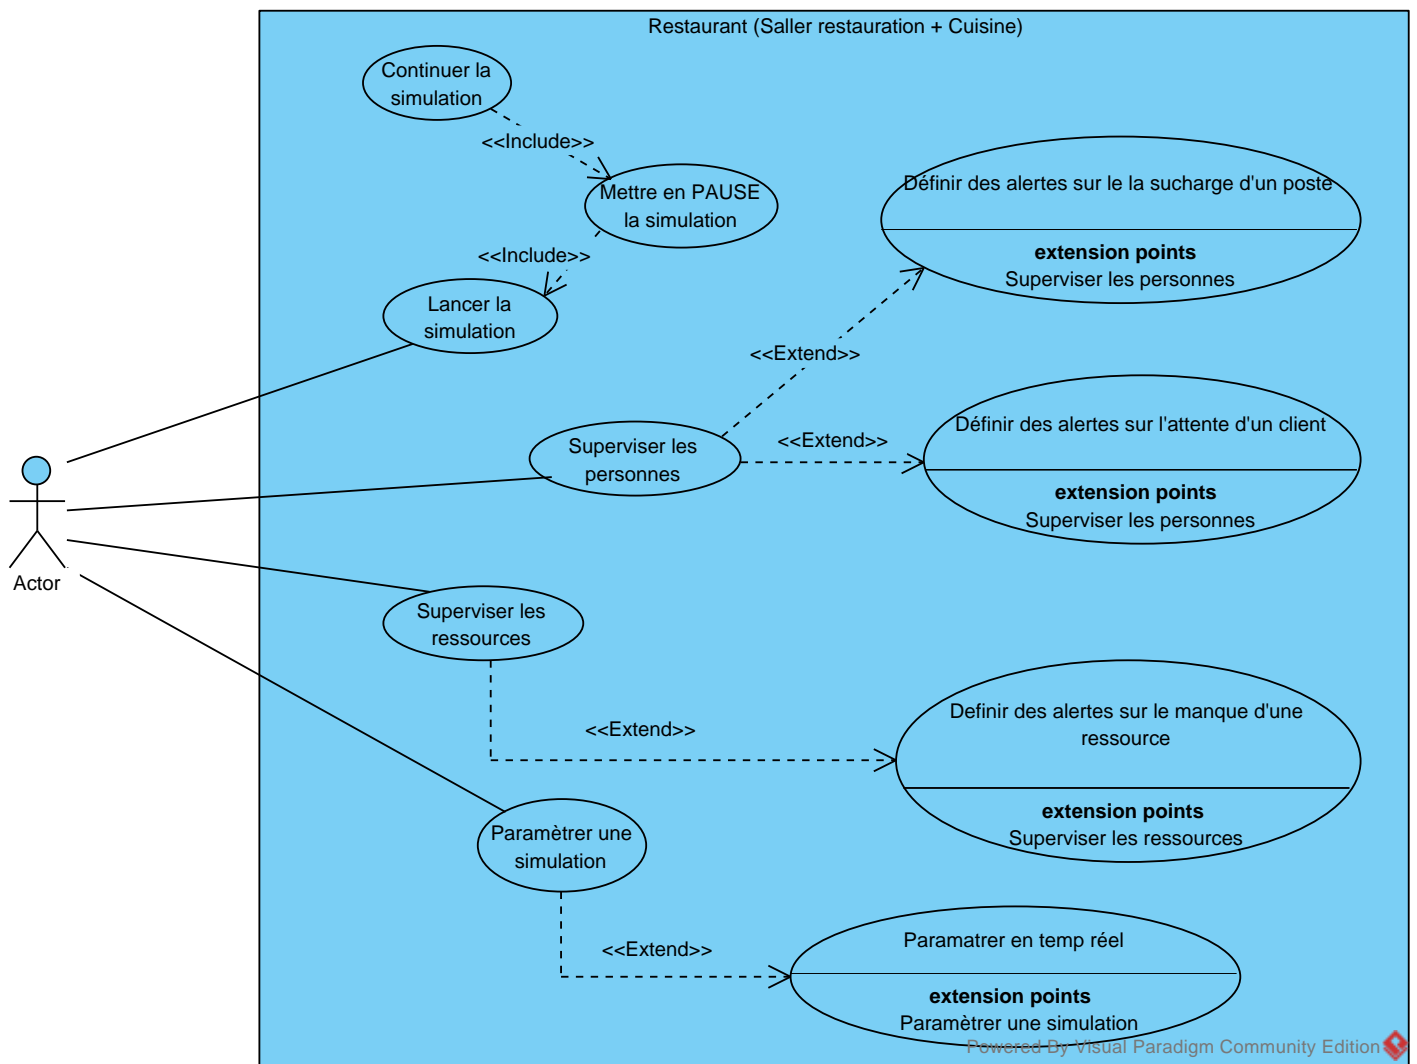 Restaurant (Saller restauration + Cuisine)
Continuer la
simulation
<<Include>>
Mettre en PAUSE
la simulation
<<Include>>
Lancer la
simulation
Définir des alertes sur le la sucharge d'un poste
extension points
Superviser les personnes
<<Extend>>
Superviser les
personnes
<<Extend>>
Définir des alertes sur l'attente d'un client
extension points
Superviser les personnes
Actor
Superviser les
ressources
<<Extend>>
Definir des alertes sur le manque d'une
ressource
extension points
Superviser les ressources
Paramètrer une
simulation
<<Extend>>
Paramatrer en temp réel
extension points
Paramètrer une simulation
Powered By Visual Paradigm Community Edition